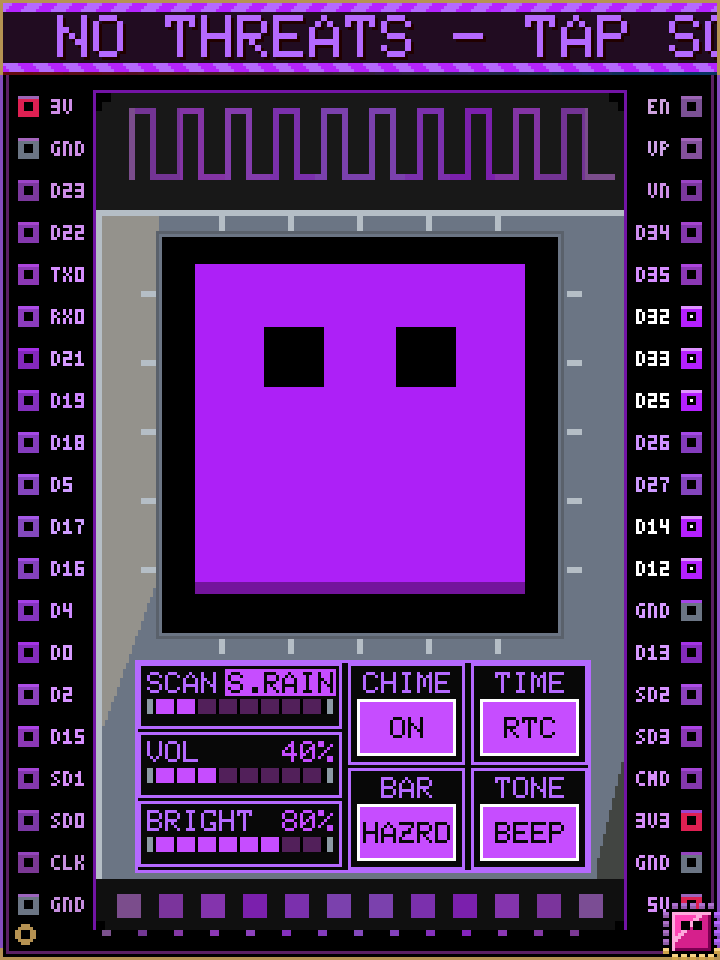 NO THREATS - TAP SC
3V
GND
D23
D22
TX0
RX0
D21
D19
D18
D5
D17
D16
D4
D0
D2
D15
SD1
SD0
CLK
GND
SCAN S.RAIN
VOL 40%
BRIGHT 80%
CHIME
ON
TIME
RTC
BAR
HAZRD
TONE
BEEP
EN
VP
VN
D34
D35
D32
D33
D25
D26
D27
D14
D12
GND
D13
SD2
SD3
CMD
3V3
GND
5V